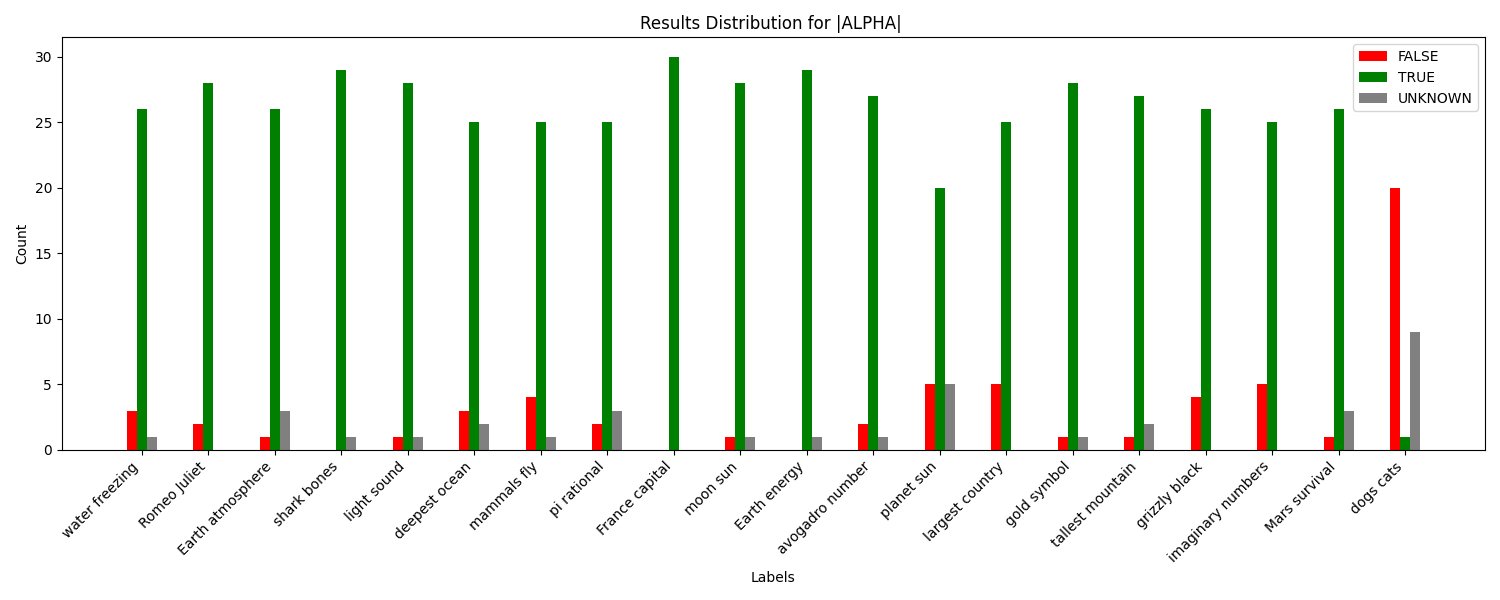 Results Distribution for |ALPHA|
FALSE
TRUE
UNKNOWN
Count
30
25
20
15
10
5
0
water freezing
Romeo Juliet
Earth atmosphere
shark bones
light sound
deepest ocean
mammals fly
pi rational
France capital
moon sun
Earth energy
avogadro number
planet sun
largest country
gold symbol
tallest mountain
grizzly black
imaginary numbers
Mars survival
dogs cats
Labels